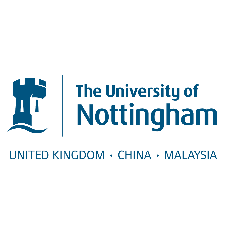 The University of
Nottingham
UNITED KINGDOM · CHINA · MALAYSIA